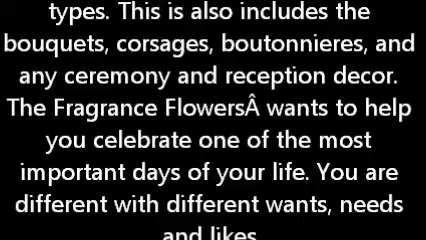 types. This is also includes the
bouquets, corsages, boutonnieres, and
any ceremony and reception decor.
The Fragrance FlowersÂ wants to help
you celebrate one of the most
important days of your life. You are
different with different wants, needs
and likes